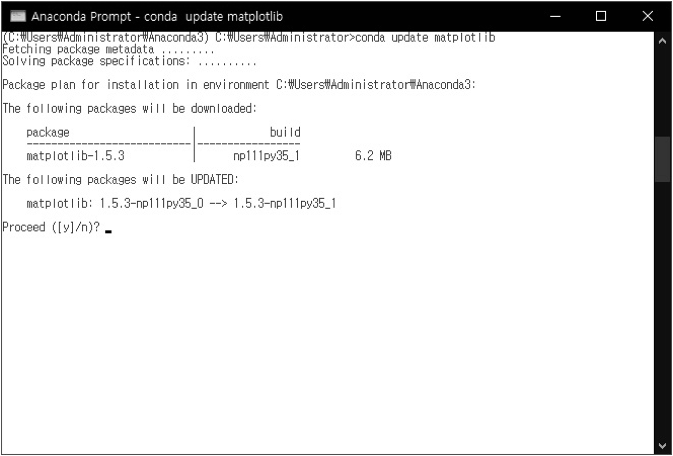 Anaconda Prompt - conda  update matplotlib
(C:₩Users₩Administrator₩Anaconda3) C:₩Users₩Administrator>conda update matplotlib
Fetching package metadata .........
Solving package specifications: ..........
Package plan for installation in environment C:₩Users₩Administrator₩Anaconda3:
The following packages will be downloaded:
package | build
---------------------------|-----------------
matplotlib-1.5.3 | np111py35_1 6.2 MB
The following packages will be UPDATED:
matplotlib: 1.5.3-np111py35_0 --> 1.5.3-np111py35_1
Proceed ([y]/n)? _